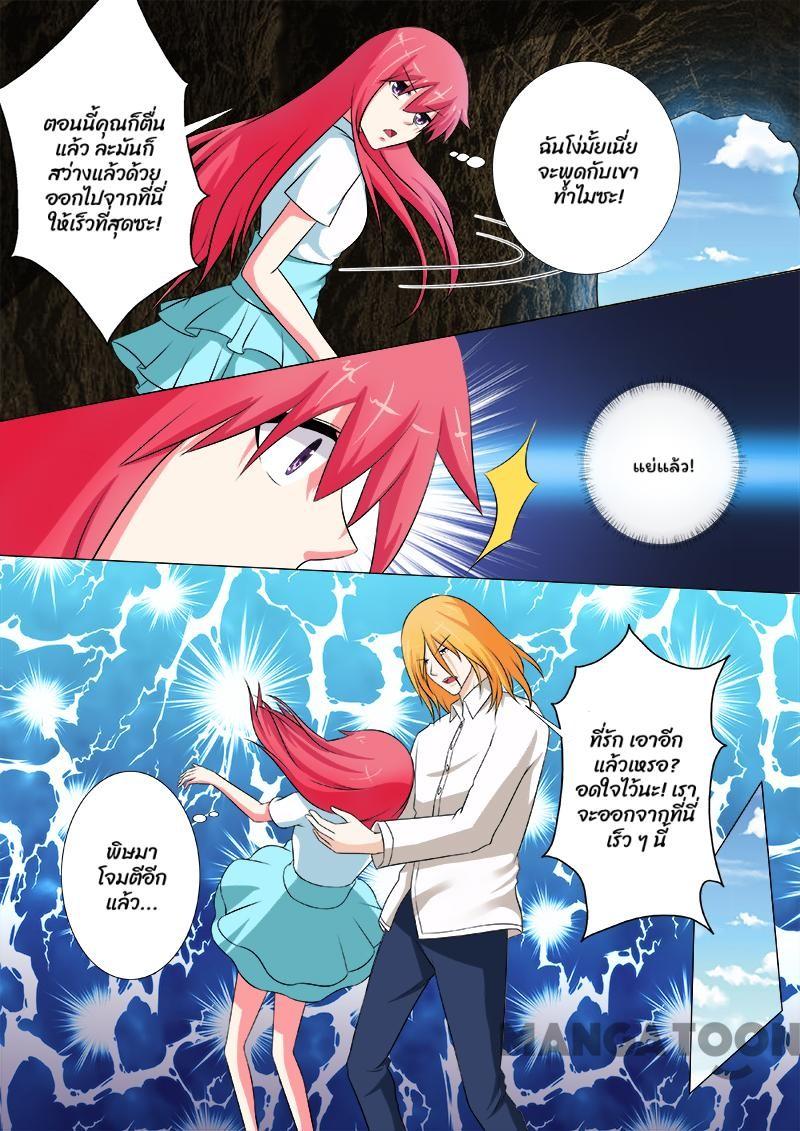 ตอนนี้คุณก็ตื่น
แล้ว ละมันก็
สว่างแล้วด้วย
ออกไปจากที่นี่
ให้เร็วที่สุดซะ!
ฉันโง่มั้ยเนี่ย
จะพูดกับเขา
ทำไมซะ!
แย่แล้ว!
ที่รัก เอาอีก
แล้วเหรอ?
อดใจไว้นะ! เรา
จะออกจากที่นี่
เร็ว ๆ นี้
พิษมา
โจมตีอีก
แล้ว...
MANGATOON